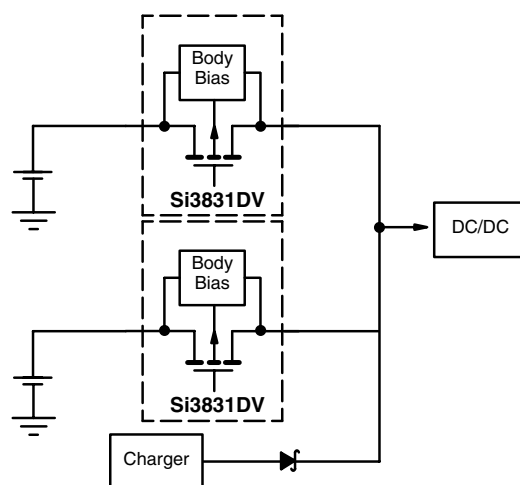 Body
Bias
Si3831DV
DC/DC
Body
Bias
Si3831DV
Charger